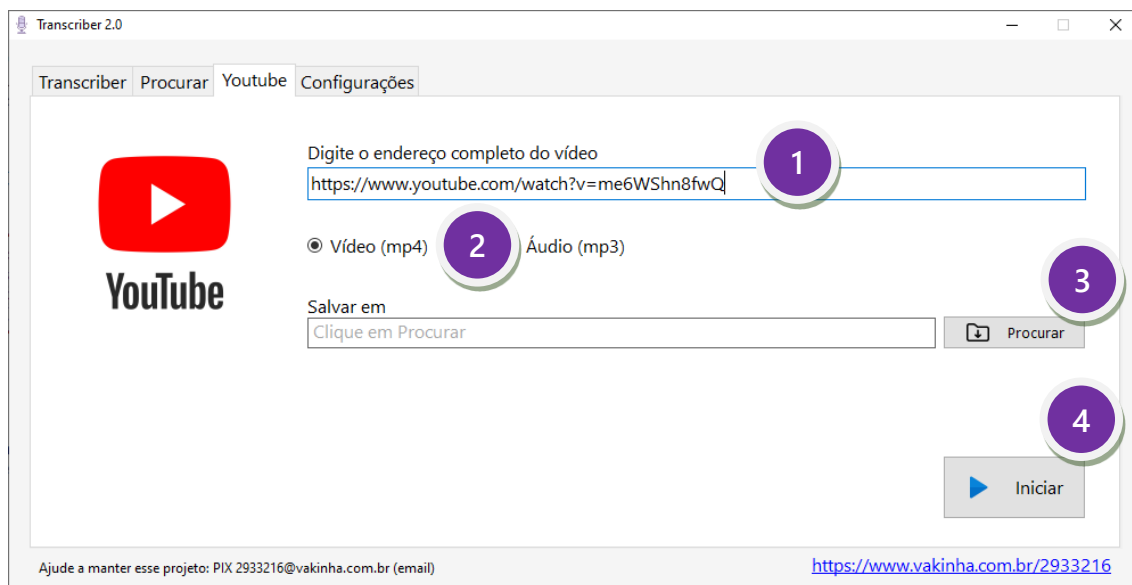 Transcriber 2.0
Transcriber Procurar Youtube Configurações
Digite o endereço completo do vídeo
1
https://www.youtube.com/watch?v=me6WShn8fwQ
YouTube
Vídeo (mp4) 2 Áudio (mp3)
3
Salvar em
Clique em Procurar Procurar
4
Iniciar
Ajude a manter esse projeto: PIX 2933216@vakinha.com.br (email) https://www.vakinha.com.br/2933216